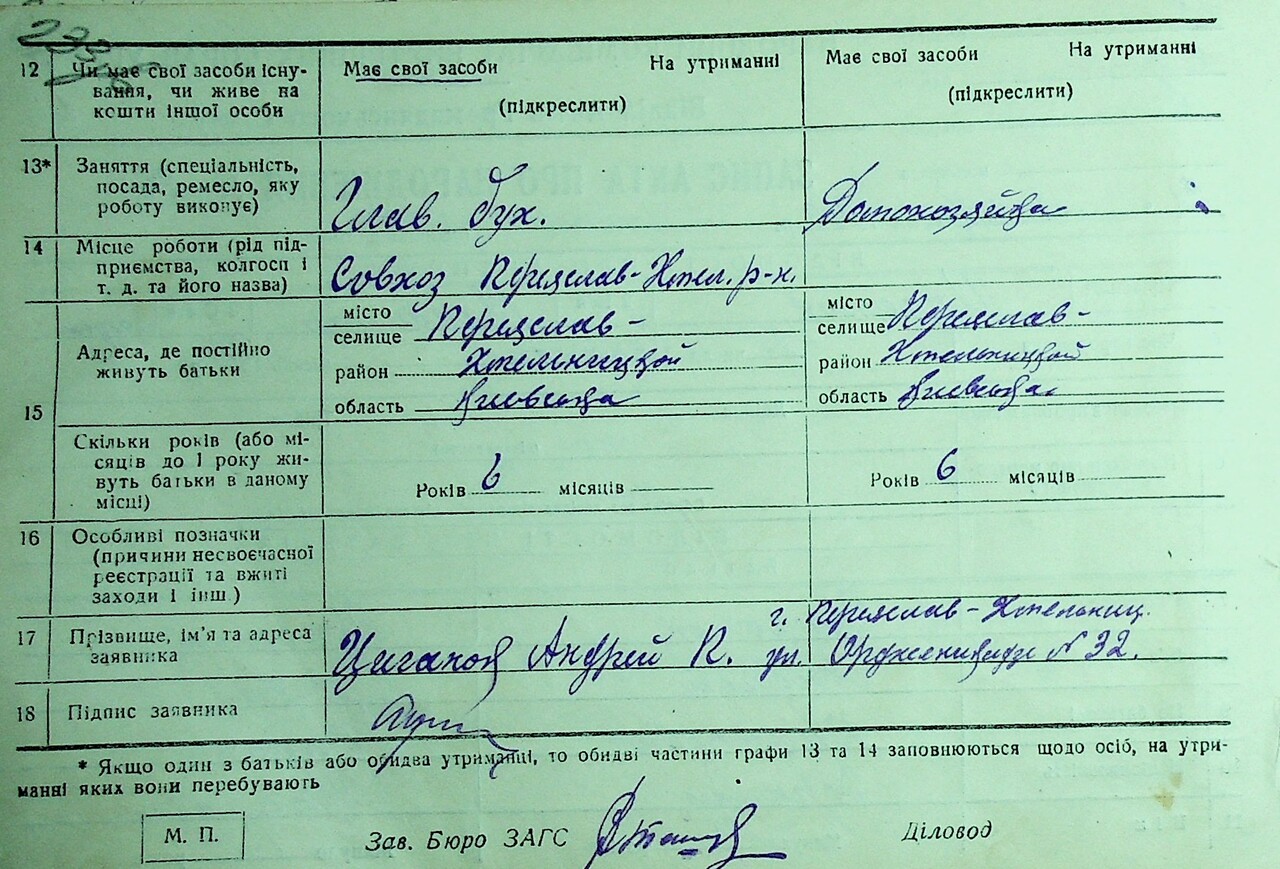 12 Чи має свої засоби існу-
вання, чи живе на
кошти іншої особи
Має свої засоби На утриманні
(підкреслити)
Має свої засоби На утриманні
(підкреслити)
13* Заняття (спеціальність,
посада, ремесло, яку
роботу виконує)
Глав. бух.
Домохозяйка
14 Місце роботи (рід під-
приємства, колгосп і
т. д. та його назва)
Совхоз Переяслав-Хмел. р-н.
15 Адреса, де постійно
живуть батьки
місто
селище Переяслав-
район Хмельницкой
область Киевская
місто
селище Переяслав-
район Хмельницкой
область Киевская
Скільки років (або мі-
сяців до 1 року жи-
вуть батьки в даному
місці)
Років 6 місяців
Років 6 місяців
16 Особливі позначки
(причини несвоєчасної
реєстрації та вжиті
заходи і інш.)
17 Прізвище, ім'я та адреса
заявника
г. Переяслав-Хмельниц.
Циганов Андрей К. ул. Орджоникидзе № 32.
18 Підпис заявника
* Якщо один з батьків або обидва утриманці, то обидві частини графи 13 та 14 заповнюються щодо осіб, на утри-
манні яких вони перебувають
М. П. Зав. Бюро ЗАГС Діловод